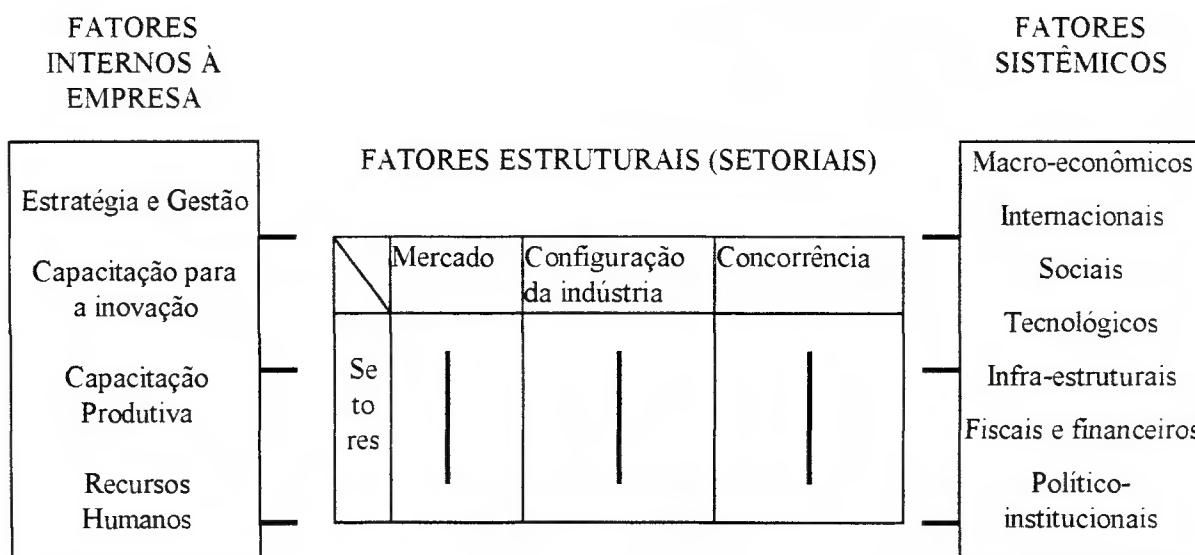 FATORES
INTERNOS À
EMPRESA
Estratégia e Gestão
Capacitação para
a inovação
Capacitação
Produtiva
Recursos
Humanos
FATORES ESTRUTURAIS (SETORIAIS)
Mercado
Configuração
da indústria
Concorrência
Se
to
res
FATORES
SISTÊMICOS
Macro-econômicos
Internacionais
Sociais
Tecnológicos
Infra-estruturais
Fiscais e financeiros
Político-
institucionais